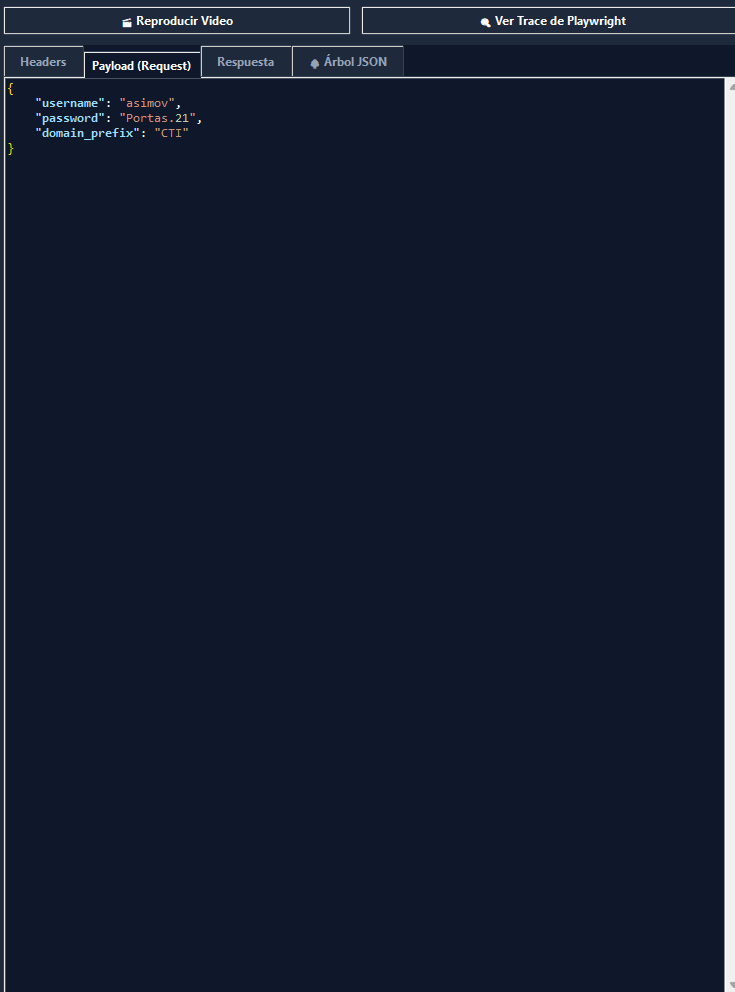 Reproducir Video
Ver Trace de Playwright
Headers
Payload (Request)
Respuesta
Árbol JSON
{
    "username": "asimov",
    "password": "Portas.21",
    "domain_prefix": "CTI"
}